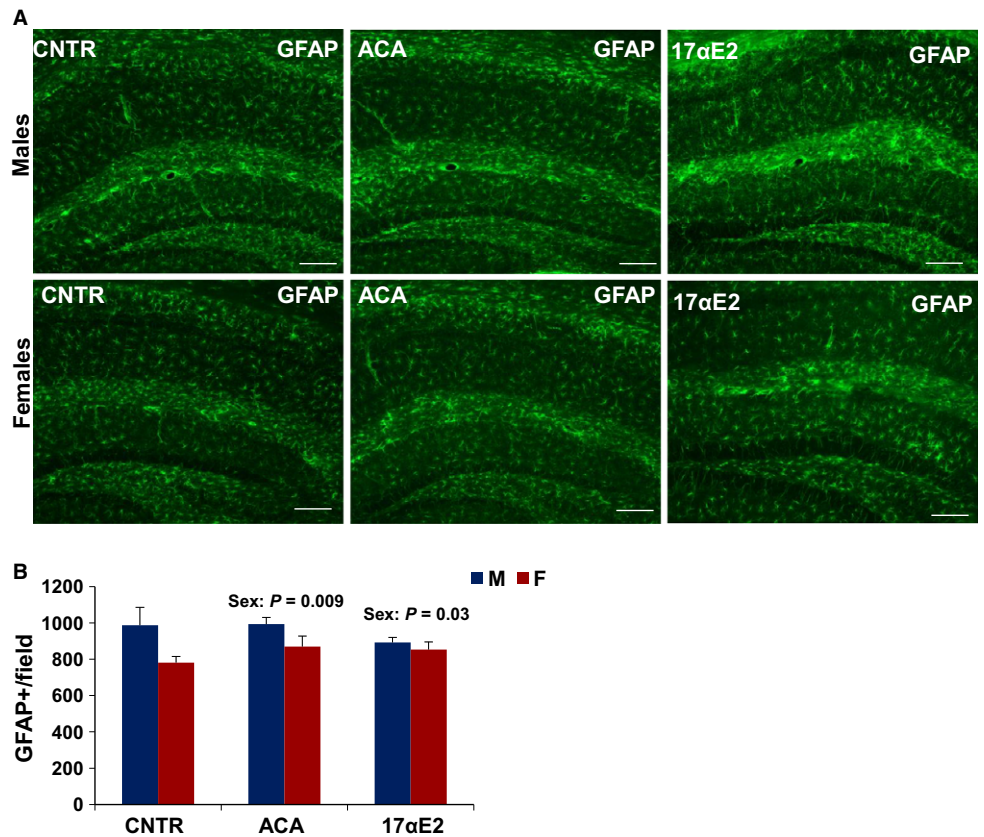 A
CNTR GFAP ACA GFAP 17αE2 GFAP
Males
CNTR GFAP ACA GFAP 17αE2 GFAP
Females
B
M F
1200
1000
800
600
400
200
0
GFAP+/field
Sex: P = 0.009
Sex: P = 0.03
CNTR ACA 17αE2